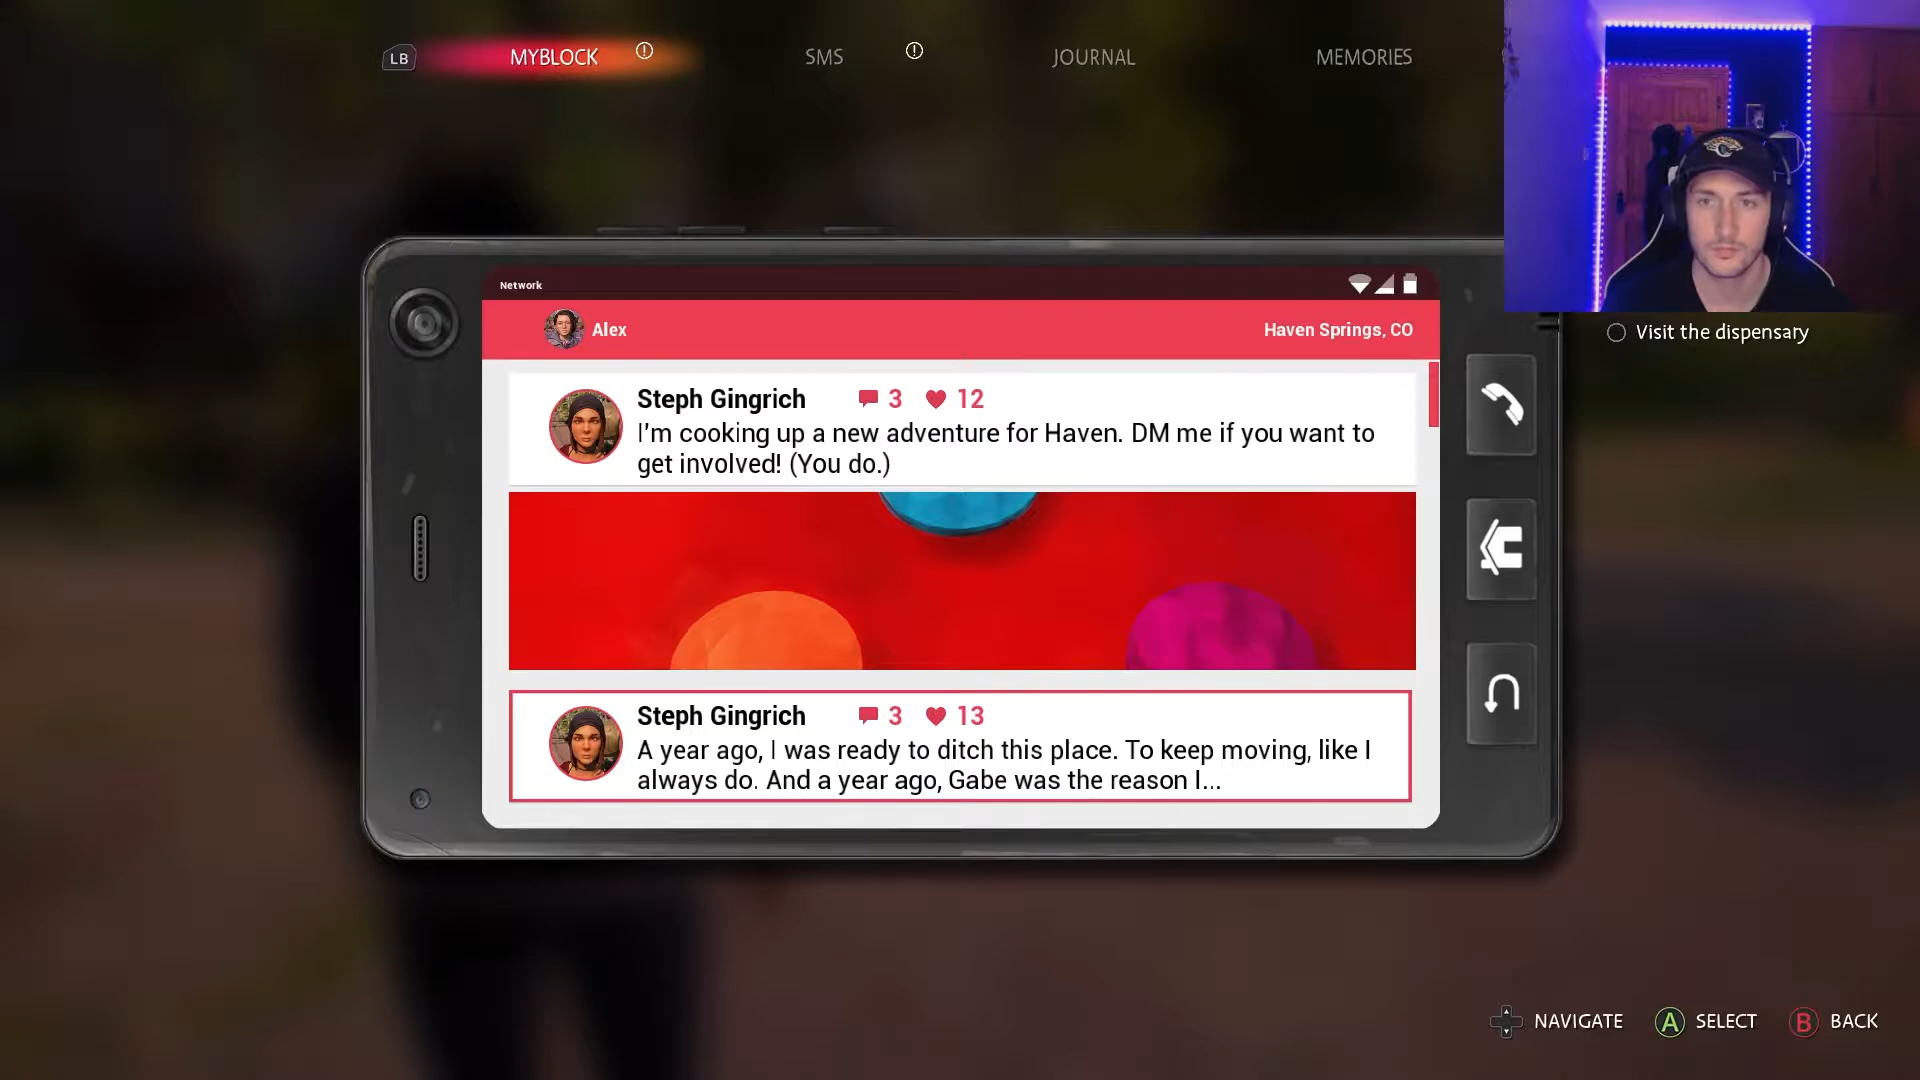 LB MYBLOCK SMS JOURNAL MEMORIES
Network
Alex Haven Springs, CO
Visit the dispensary
Steph Gingrich 3 12
I'm cooking up a new adventure for Haven. DM me if you want to
get involved! (You do.)
Steph Gingrich 3 13
A year ago, I was ready to ditch this place. To keep moving, like I
always do. And a year ago, Gabe was the reason I...
NAVIGATE A SELECT B BACK